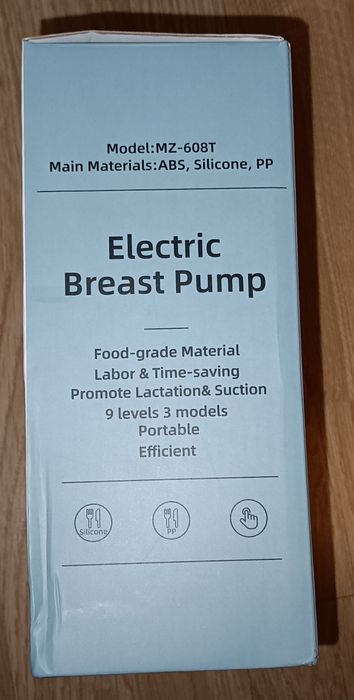 Model:MZ-608T
Main Materials:ABS, Silicone, PP
Electric
Breast Pump
Food-grade Material
Labor & Time-saving
Promote Lactation& Suction
9 levels 3 models
Portable
Efficient
Silicone
PP